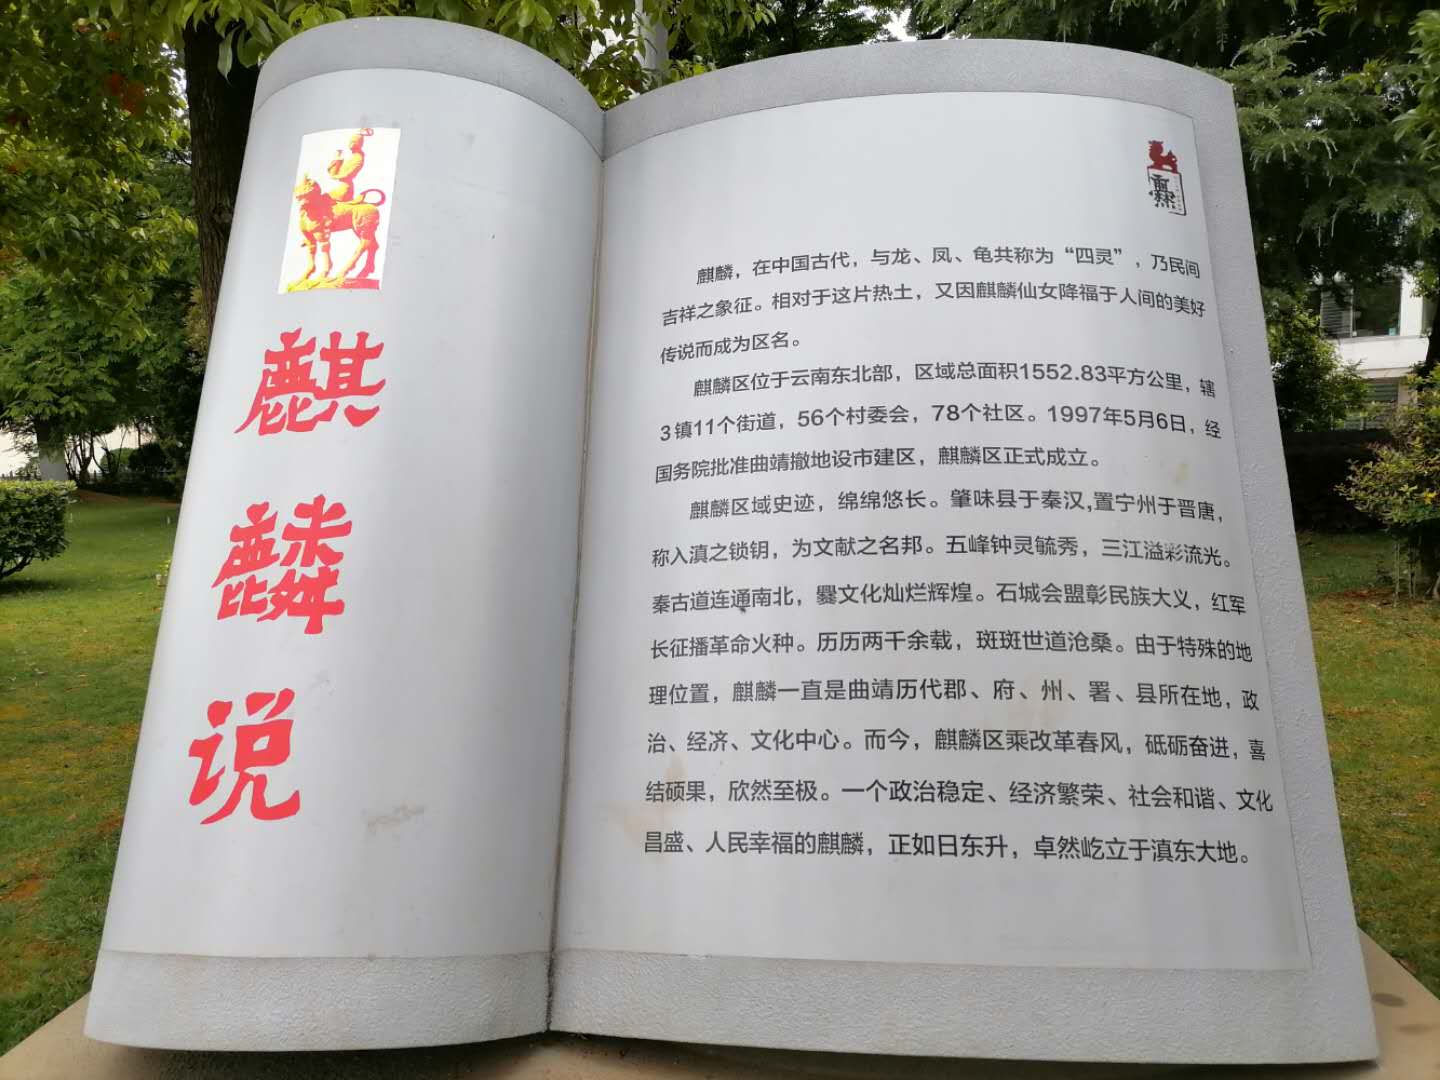 麒麟说
爨
麒麟，在中国古代，与龙、凤、龟共称为“四灵”，乃民间
吉祥之象征。相对于这片热土，又因麒麟仙女降福于人间的美好
传说而成为区名。
麒麟区位于云南东北部，区域总面积1552.83平方公里，辖
3镇11个街道，56个村委会，78个社区。1997年5月6日，经
国务院批准曲靖撤地设市建区，麒麟区正式成立。
麒麟区域史迹，绵绵悠长。肇味县于秦汉,置宁州于晋唐，
称入滇之锁钥，为文献之名邦。五峰钟灵毓秀，三江溢彩流光。
秦古道连通南北，爨文化灿烂辉煌。石城会盟彰民族大义，红军
长征播革命火种。历历两千余载，斑斑世道沧桑。由于特殊的地
理位置，麒麟一直是曲靖历代郡、府、州、署、县所在地，政
治、经济、文化中心。而今，麒麟区乘改革春风，砥砺奋进，喜
结硕果，欣然至极。一个政治稳定、经济繁荣、社会和谐、文化
昌盛、人民幸福的麒麟，正如日东升，卓然屹立于滇东大地。